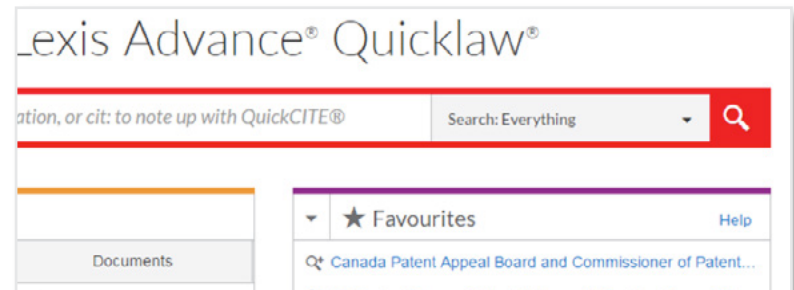 Lexis Advance® Quicklaw®
ation, or cit: to note up with QuickCITE®
Search: Everything
★ Favourites
Help
Documents
Canada Patent Appeal Board and Commissioner of Patent...